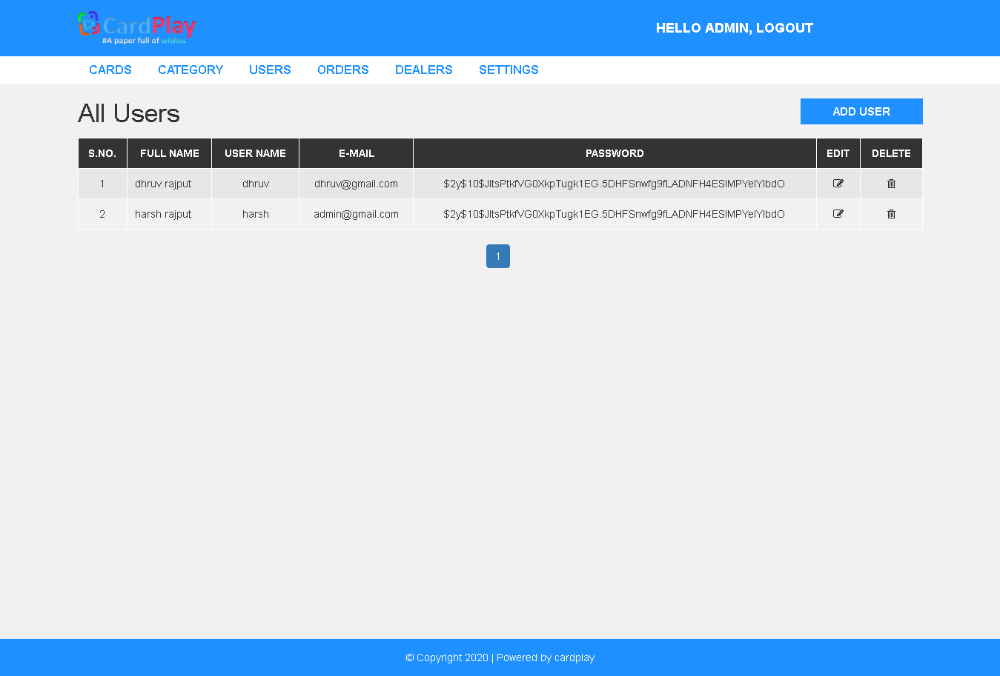 CardPlay
#A paper full of wishes
HELLO ADMIN, LOGOUT
CARDS CATEGORY USERS ORDERS DEALERS SETTINGS
All Users
ADD USER
S.NO. FULL NAME USER NAME E-MAIL PASSWORD EDIT DELETE
1 dhruv rajput dhruv dhruv@gmail.com $2y$10$JltsPtkfVG0XkpTugk1EG.5DHFSnwfg9fLADNFH4ESlMPYelYlbdO
2 harsh rajput harsh admin@gmail.com $2y$10$JltsPtkfVG0XkpTugk1EG.5DHFSnwfg9fLADNFH4ESlMPYelYlbdO
1
© Copyright 2020 | Powered by cardplay